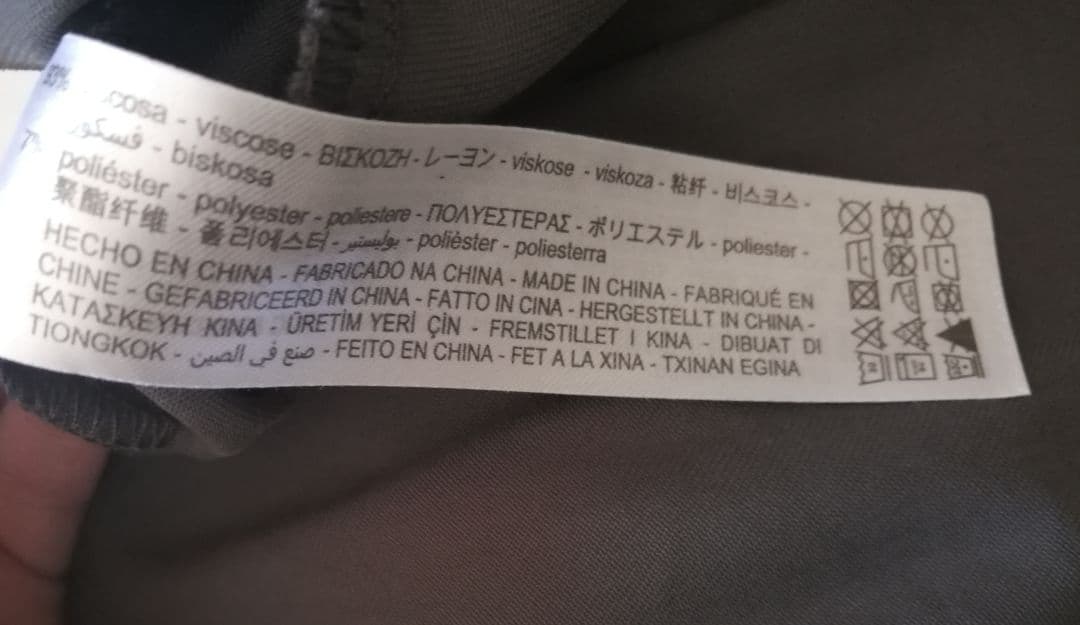 viscose - ΒΙΣΚΟΖΗ - レーヨン - viskose - viskoza - 粘纤 - 비스코스 -
فسكوز - biskosa
7%
poliéster - polyester - poliestere - ΠΟΛΥΕΣΤΕΡΑΣ - ポリエステル - poliester -
聚酯纤维 - 폴리에스터 - بوليستير - polièster - poliesterra
HECHO EN CHINA - FABRICADO NA CHINA - MADE IN CHINA - FABRIQUÉ EN
CHINE - GEFABRICEERD IN CHINA - FATTO IN CINA - HERGESTELLT IN CHINA -
ΚΑΤΑΣΚΕΥΗ ΚΙΝΑ - ÜRETİM YERİ ÇİN - FREMSTILLET I KINA - DIBUAT DI
TIONGKOK - صنع في الصين - FEITO EN CHINA - FET A LA XINA - TXINAN EGINA